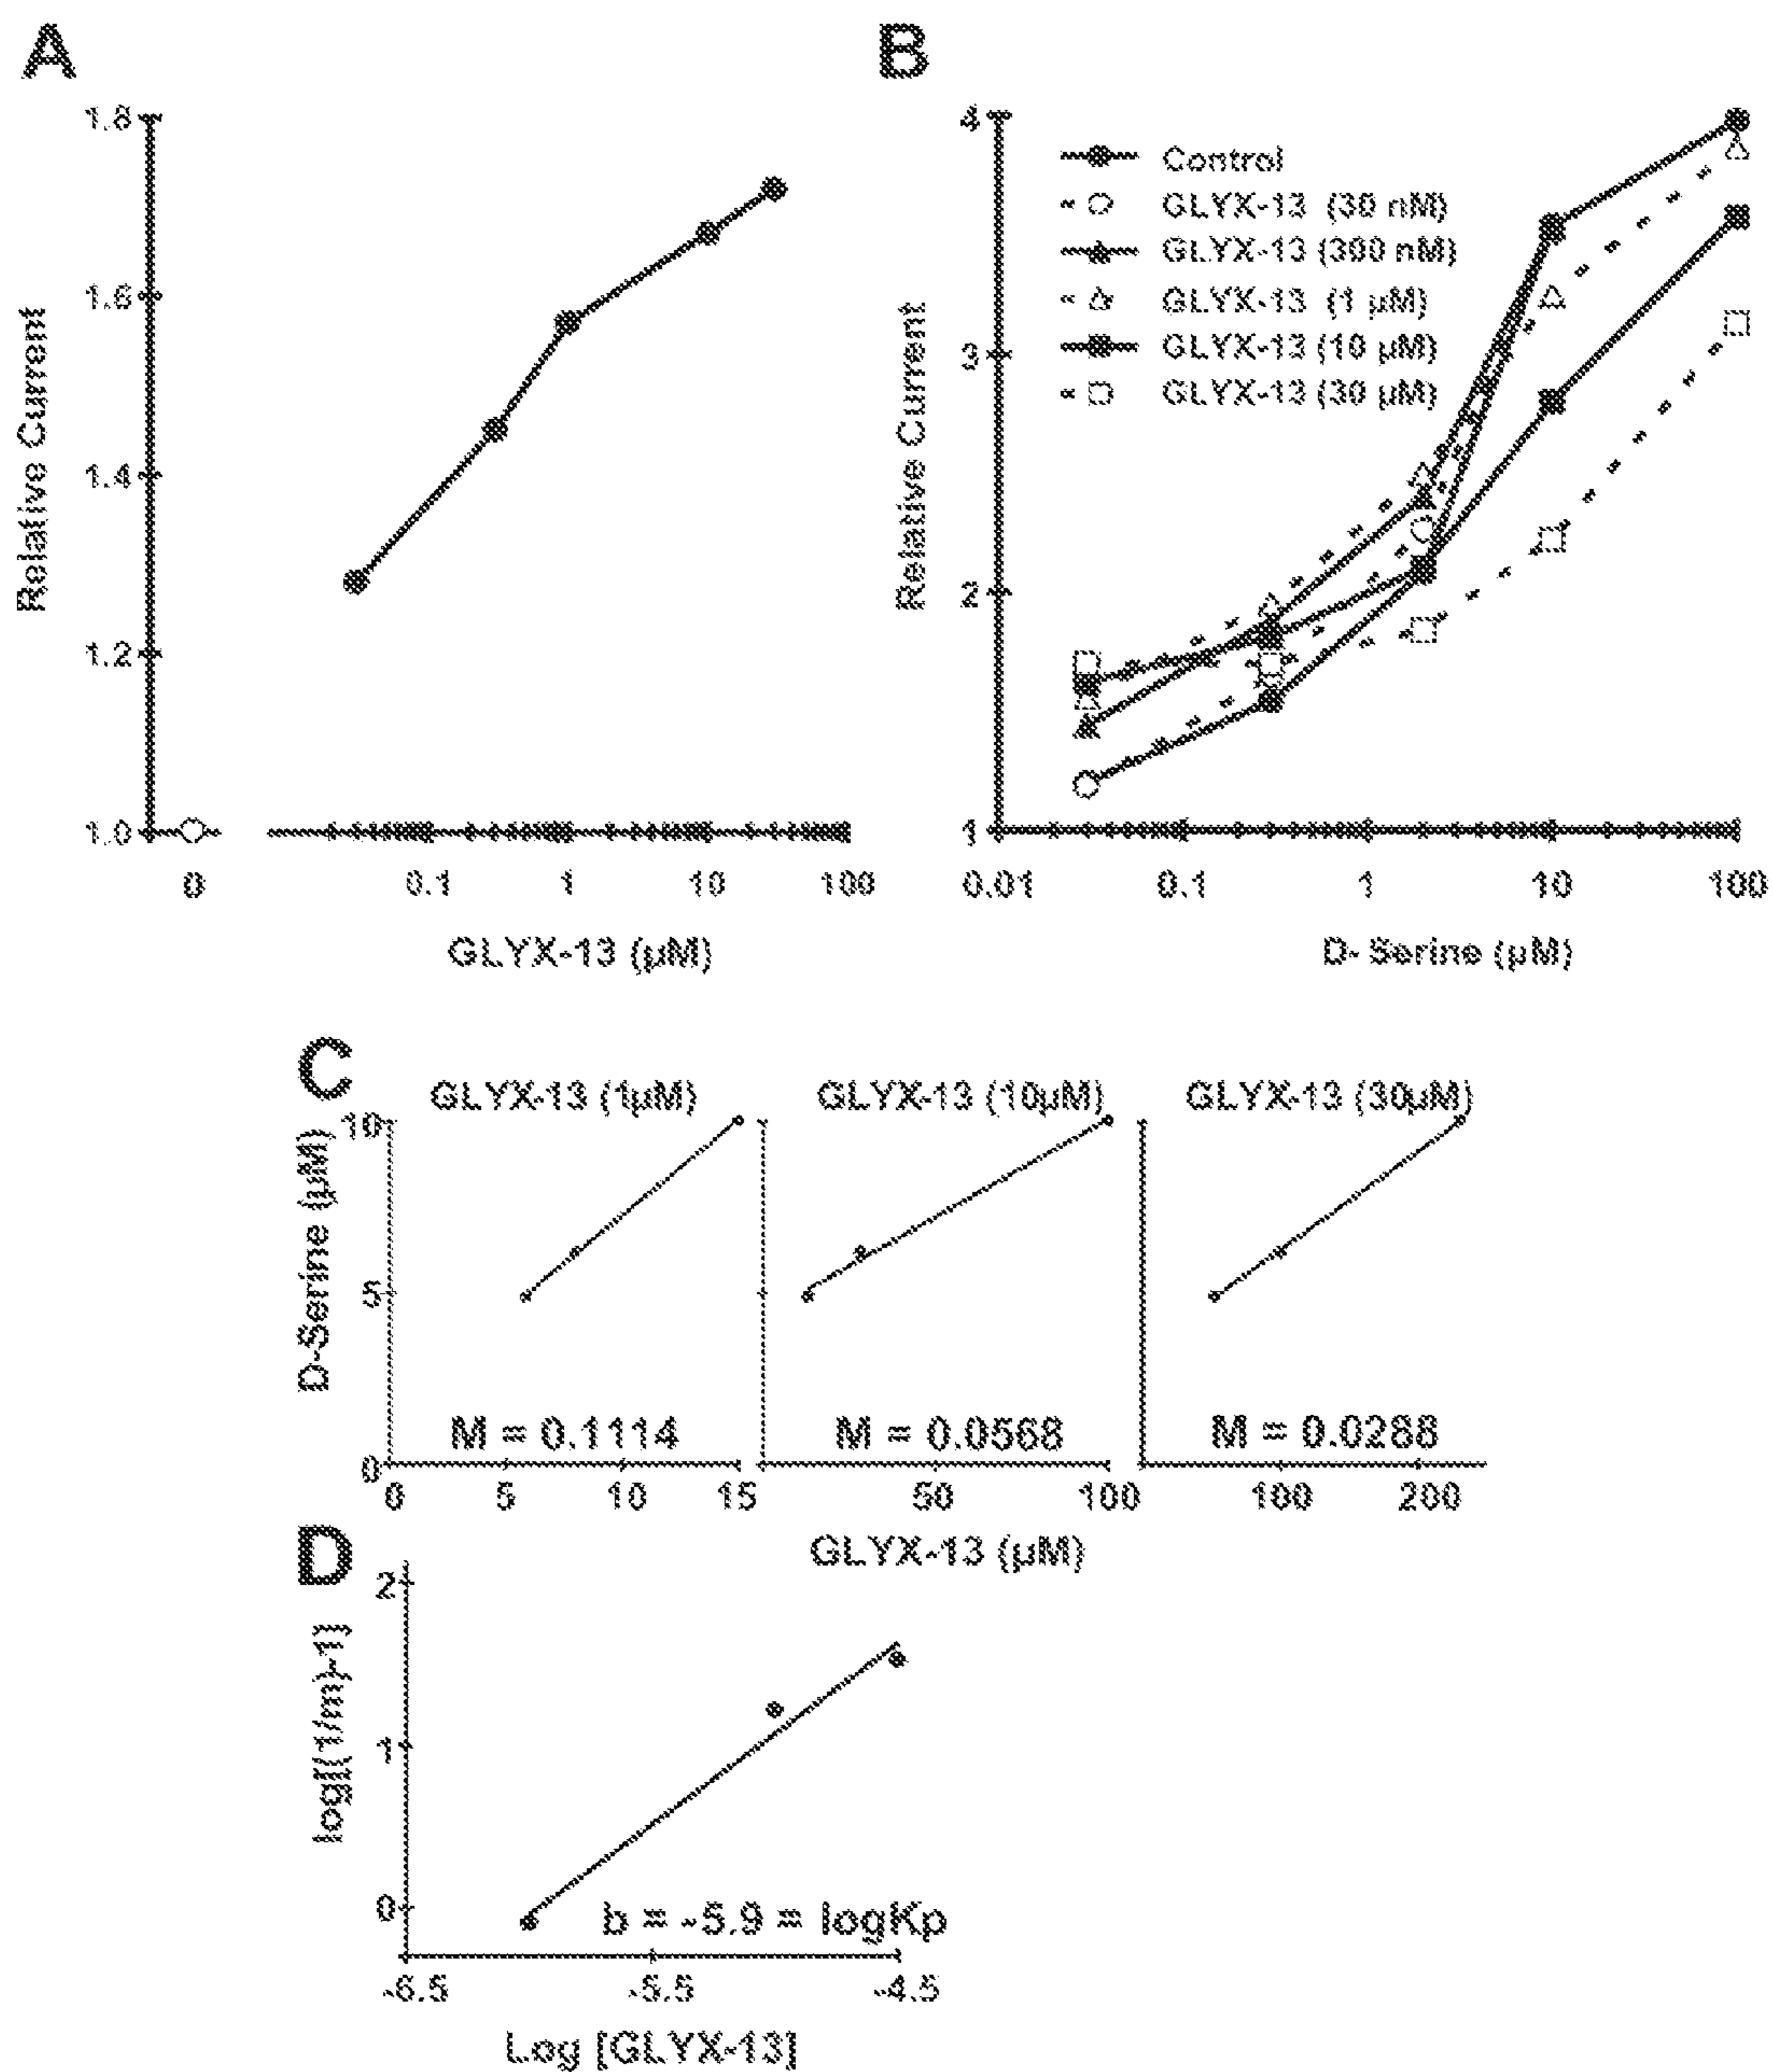 A
1.8
1.6
1.4
1.2
1.0
Relative Current
0
0.1
1
10
100
GLYX-13 (µM)
B
4
3
2
1
Relative Current
Control
GLYX-13 (30 nM)
GLYX-13 (300 nM)
GLYX-13 (1 µM)
GLYX-13 (10 µM)
GLYX-13 (30 µM)
0.01
0.1
1
10
100
D- Serine (µM)
C
GLYX-13 (1µM)
GLYX-13 (10µM)
GLYX-13 (30µM)
D-Serine (µM)
10
5
0
M = 0.1114
M = 0.0568
M = 0.0288
0
5
10
15
50
100
100
200
GLYX-13 (µM)
D
2
1
0
log[(1/m)-1]
b = -5.9 = logKp
-6.5
-5.5
-4.5
Log [GLYX-13]